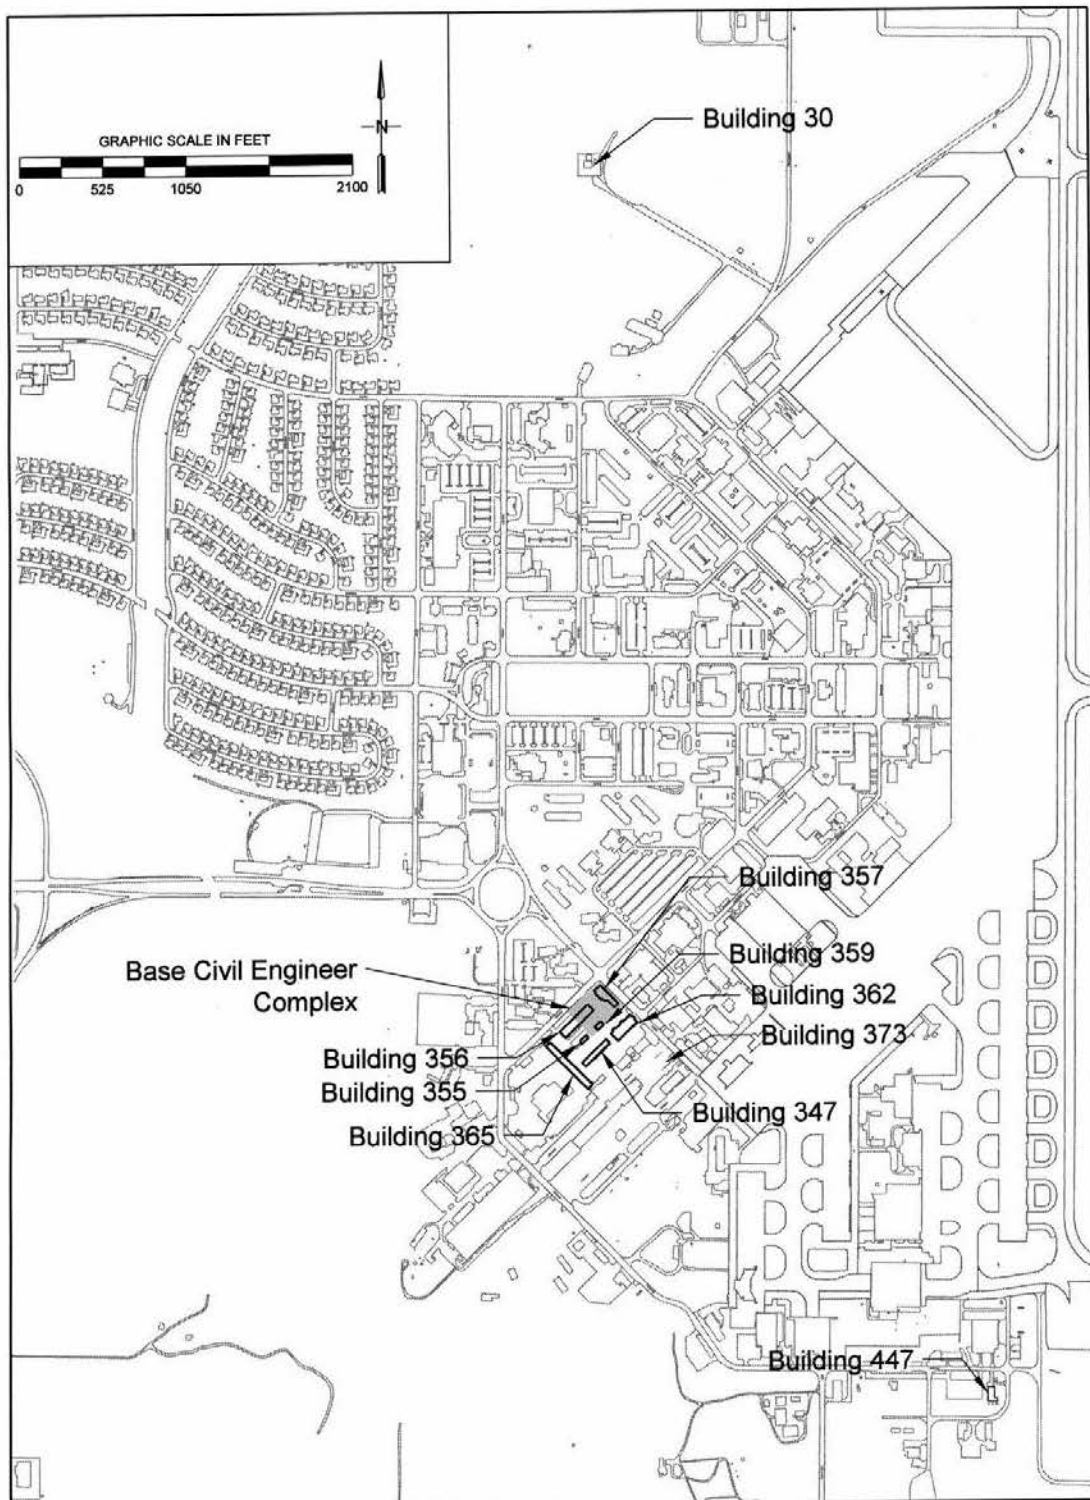 Building 30
N
GRAPHIC SCALE IN FEET
0 525 1050 2100
Building 357
Building 359
Base Civil Engineer
Complex
Building 362
Building 373
Building 356
Building 355
Building 347
Building 365
Building 447